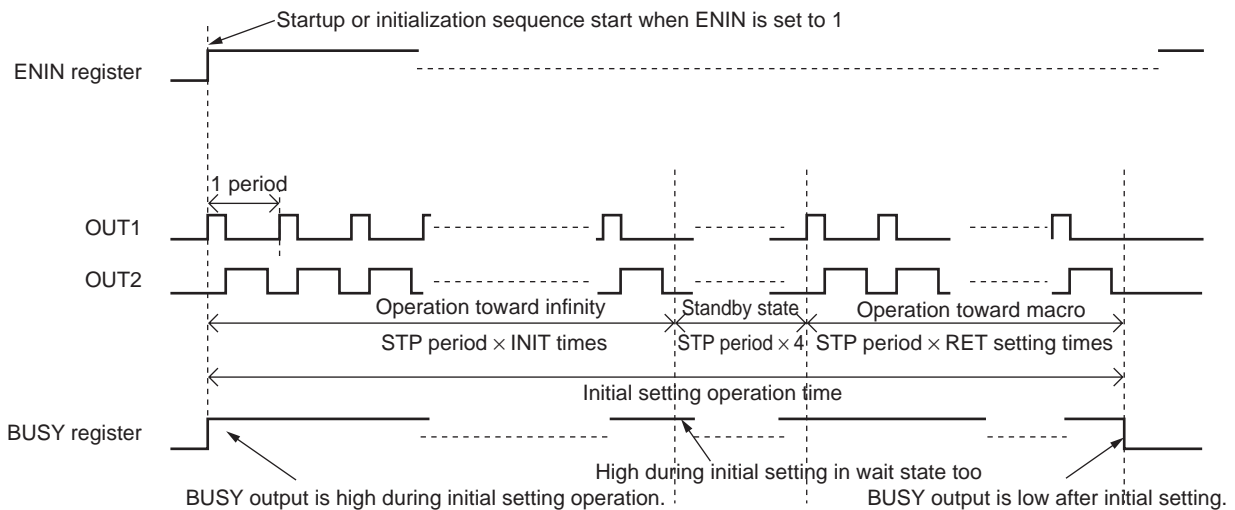 Startup or initialization sequence start when ENIN is set to 1
ENIN register
1 period
OUT1
OUT2
Operation toward infinity
Standby state
Operation toward macro
STP period × INIT times
STP period × 4
STP period × RET setting times
Initial setting operation time
BUSY register
High during initial setting in wait state too
BUSY output is high during initial setting operation.
BUSY output is low after initial setting.